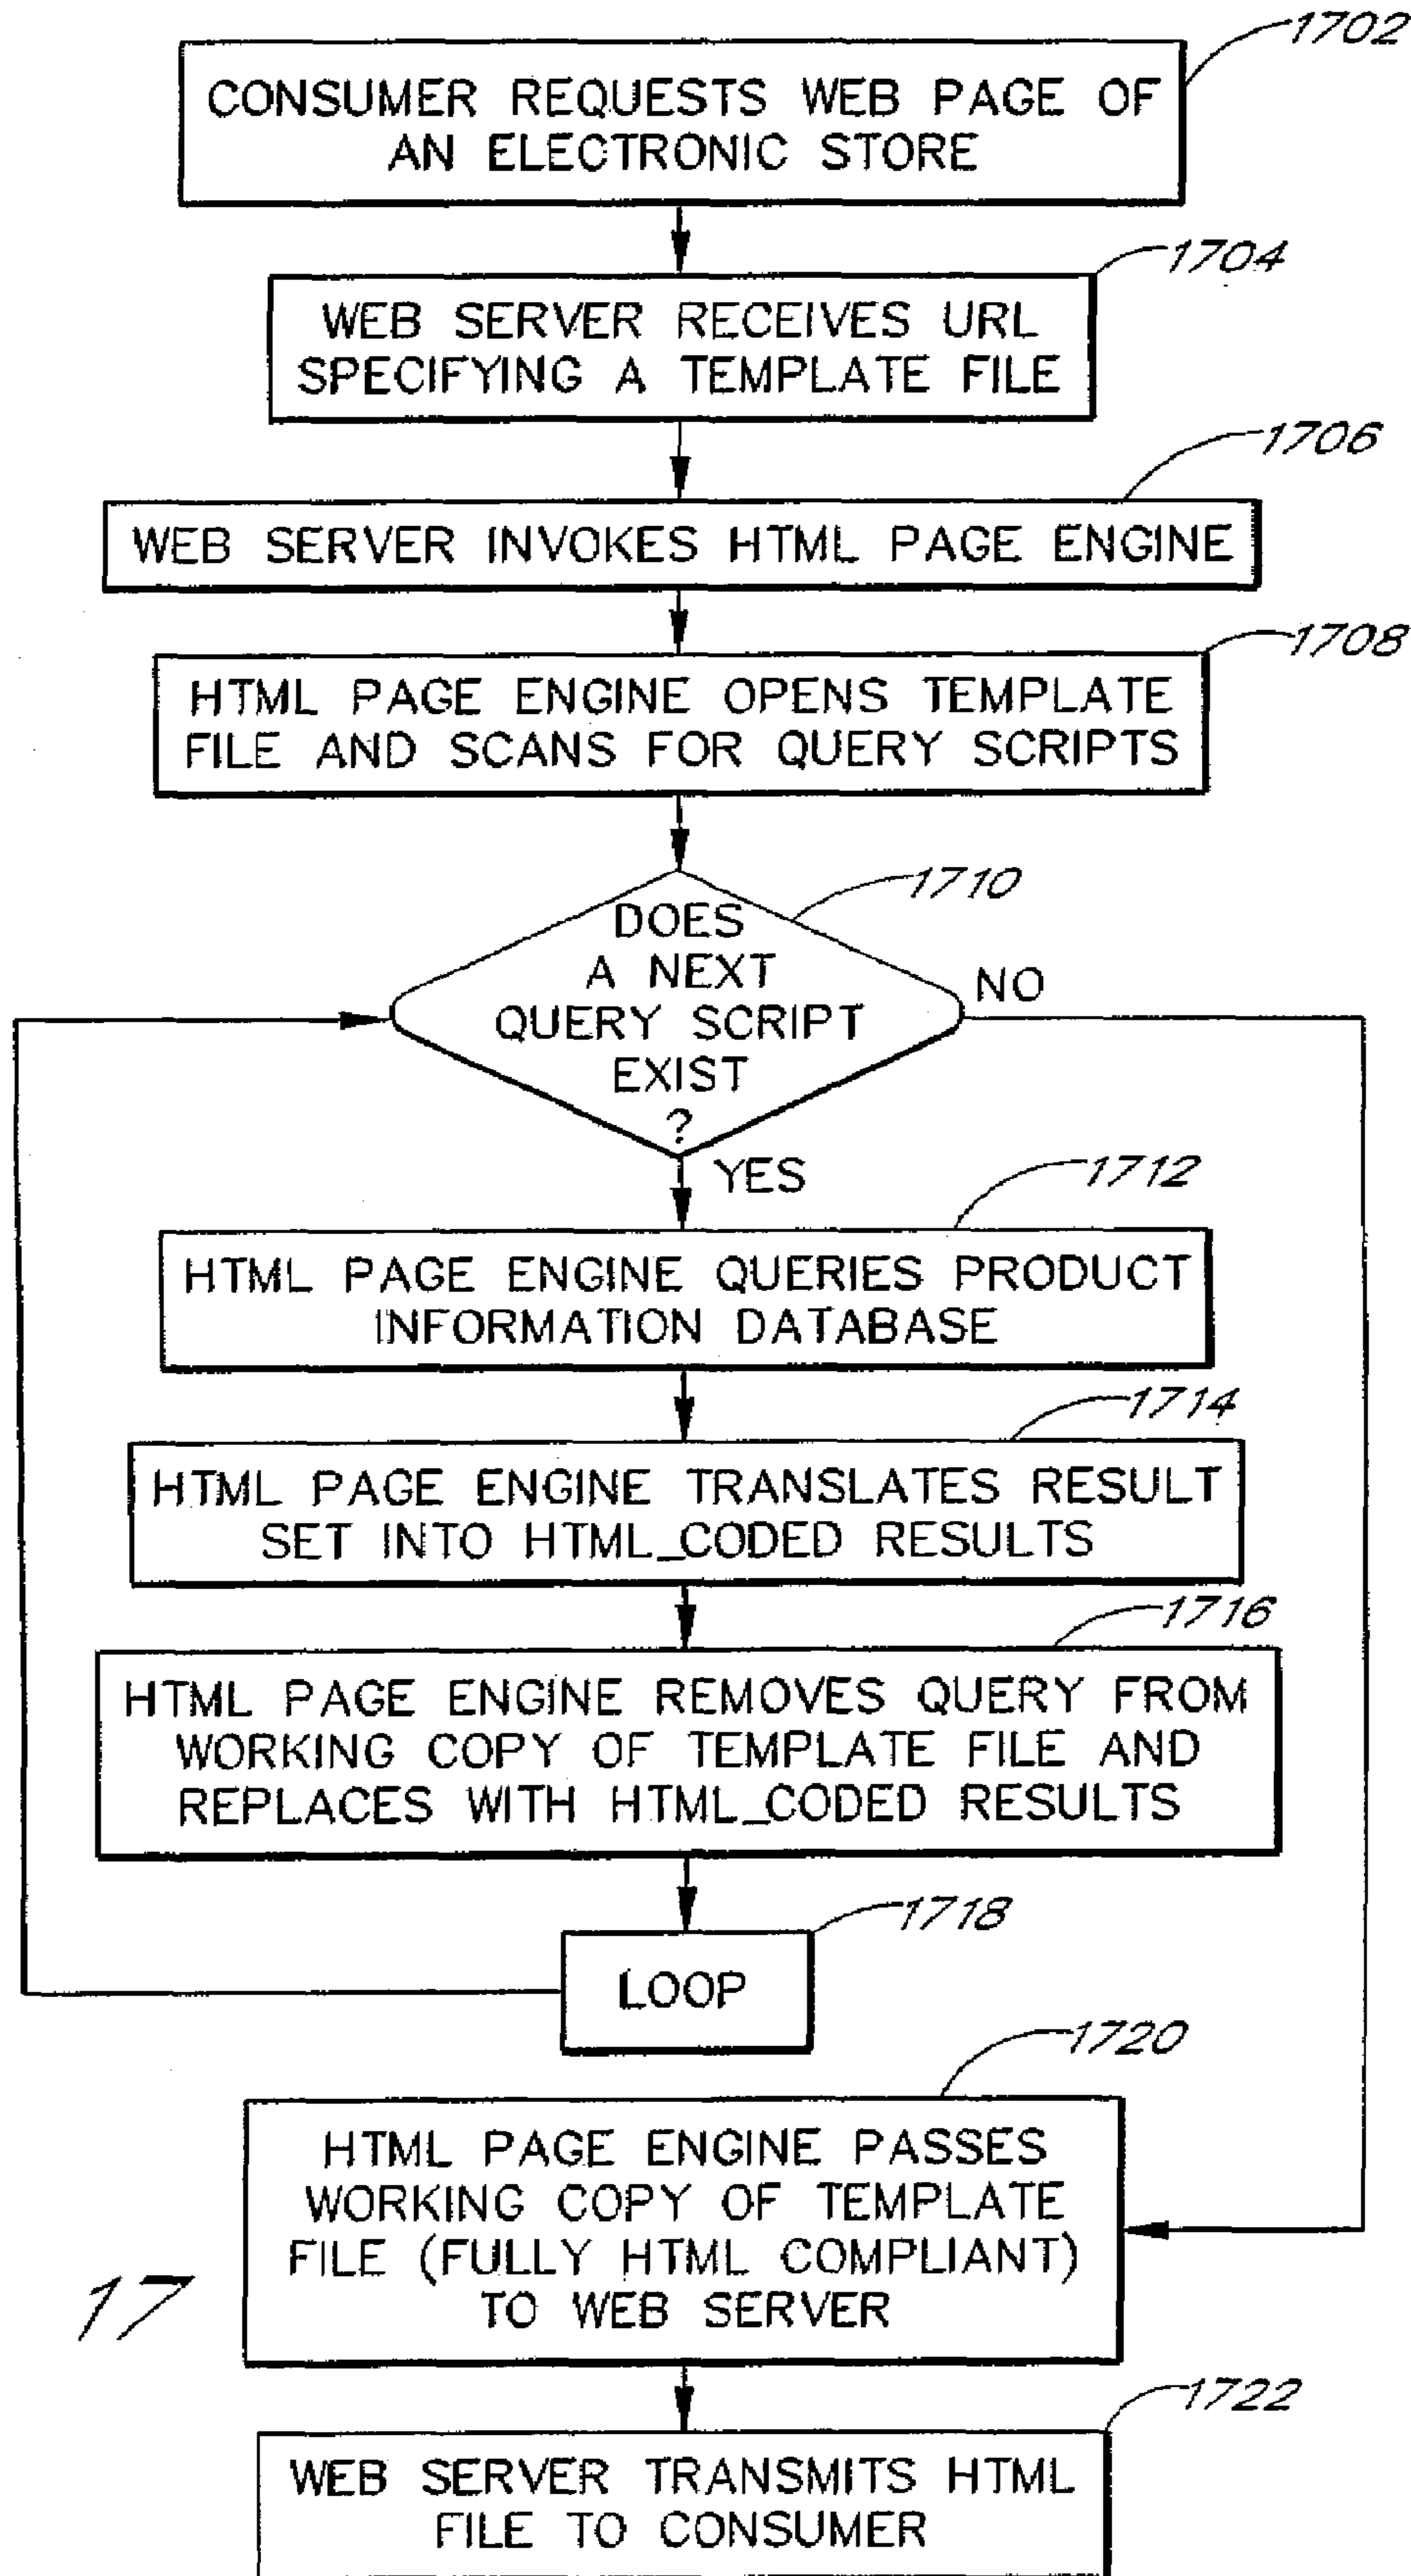 1702
CONSUMER REQUESTS WEB PAGE OF
AN ELECTRONIC STORE
1704
WEB SERVER RECEIVES URL
SPECIFYING A TEMPLATE FILE
1706
WEB SERVER INVOKES HTML PAGE ENGINE
1708
HTML PAGE ENGINE OPENS TEMPLATE
FILE AND SCANS FOR QUERY SCRIPTS
1710
DOES
A NEXT
QUERY SCRIPT
EXIST
?
NO
YES
1712
HTML PAGE ENGINE QUERIES PRODUCT
INFORMATION DATABASE
1714
HTML PAGE ENGINE TRANSLATES RESULT
SET INTO HTML_CODED RESULTS
1716
HTML PAGE ENGINE REMOVES QUERY FROM
WORKING COPY OF TEMPLATE FILE AND
REPLACES WITH HTML_CODED RESULTS
1718
LOOP
1720
HTML PAGE ENGINE PASSES
WORKING COPY OF TEMPLATE
FILE (FULLY HTML COMPLIANT)
TO WEB SERVER
17
1722
WEB SERVER TRANSMITS HTML
FILE TO CONSUMER